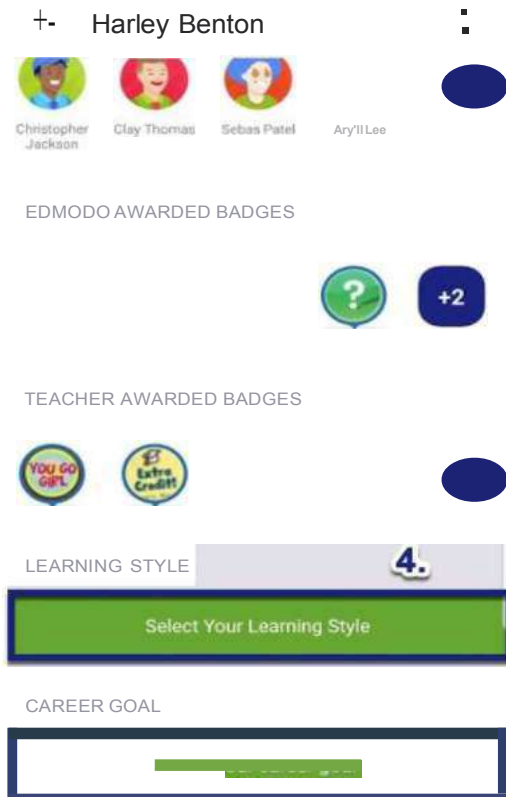 +- Harley Benton
Christopher Clay Thomas Sebas Patel Ary'll Lee
Jackson
EDMODO AWARDED BADGES
? +2
TEACHER AWARDED BADGES
YOU GO Extra
GIRL Credit!
LEARNING STYLE 4.
Select Your Learning Style
CAREER GOAL